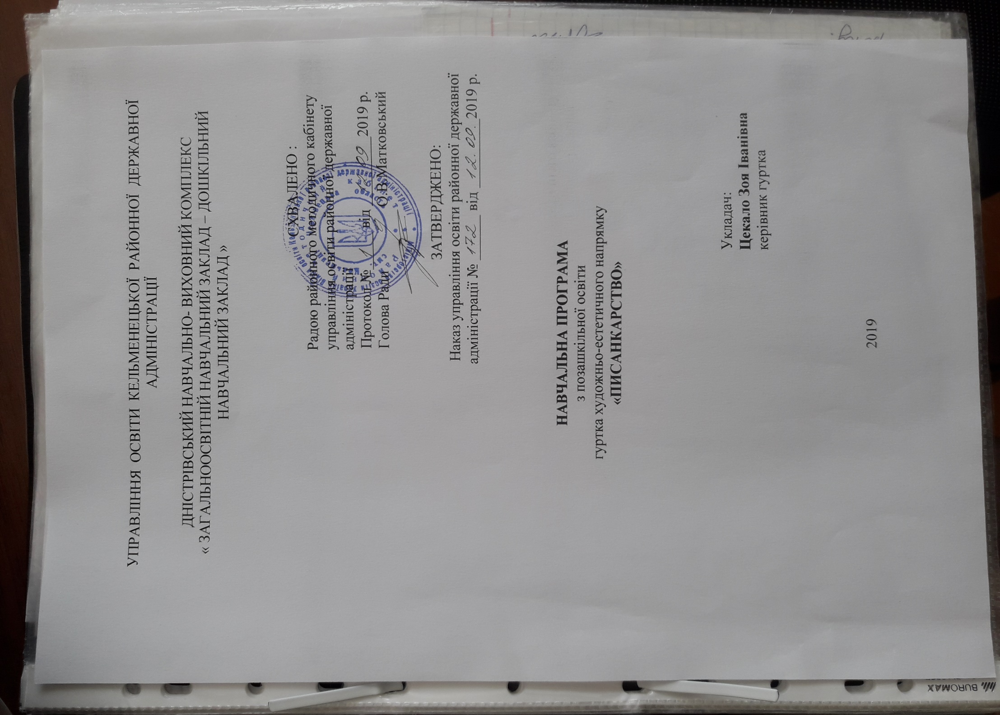 УПРАВЛІННЯ ОСВІТИ КЕЛЬМЕНЕЦЬКОЇ РАЙОННОЇ ДЕРЖАВНОЇ
АДМІНІСТРАЦІЇ
ДНІСТРІВСЬКИЙ НАВЧАЛЬНО- ВИХОВНИЙ КОМПЛЕКС
« ЗАГАЛЬНООСВІТНІЙ НАВЧАЛЬНИЙ ЗАКЛАД – ДОШКІЛЬНИЙ
НАВЧАЛЬНИЙ ЗАКЛАД »
СХВАЛЕНО :
Радою районного методичного кабінету
управління освіти районної державної
адміністрації
Протокол № 1 від 12.09 2019 р.
Голова Ради О.В. Матковський
ЗАТВЕРДЖЕНО:
Наказ управління освіти районної державної
адміністрації № 172 від 12.09. 2019 р.
НАВЧАЛЬНА ПРОГРАМА
з позашкільної освіти
гуртка художньо-естетичного напрямку
«ПИСАНКАРСТВО»
Укладач:
Цекало Зоя Іванівна
керівник гуртка
2019
BUROMAX